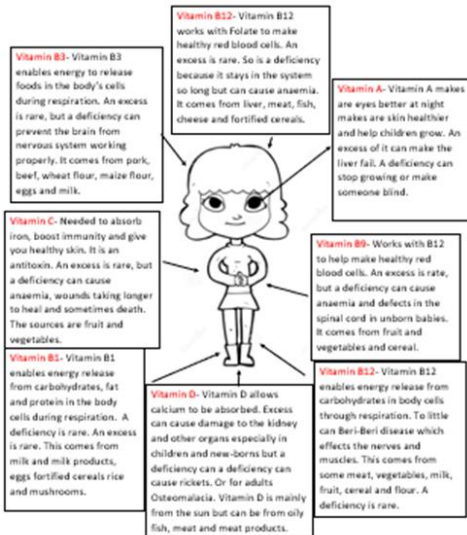 Vitamin B12- Vitamin B12
works with Folate to make
healthy red blood cells. An
excess is rare. So is a deficiency
because it stays in the system
so long but can cause anaemia.
It comes from liver, meat, fish,
cheese and fortified cereals.
Vitamin B3- Vitamin B3
enables energy to release
foods in the body's cells
during respiration. An excess
is rare, but a deficiency can
prevent the brain from
nervous system working
properly. It comes from pork,
beef, wheat flour, maize flour,
eggs and milk.
Vitamin A- Vitamin A makes
are eyes better at night
makes are skin healthier
and help children grow. An
excess of it can make the
liver fail. A deficiency can
stop growing or make
someone blind.
Vitamin C- Needed to absorb
iron, boost immunity and give
you healthy skin. It is an
antitoxin. An excess is rare, but
a deficiency can cause
anaemia, wounds taking longer
to heal and sometimes death.
The sources are fruit and
vegetables.
Vitamin B9- Works with B12
to help make healthy red
blood cells. An excess is rate,
but a deficiency can cause
anaemia and defects in the
spinal cord in unborn babies.
It comes from fruit and
vegetables and cereal.
Vitamin B1- Vitamin B1
enables energy release
from carbohydrates, fat
and protein in the body
cells during respiration. A
deficiency is rare. An excess
is rare. This comes from
milk and milk products,
eggs fortified cereals rice
and mushrooms.
Vitamin D- Vitamin D allows
calcium to be absorbed. Excess
can cause damage to the kidney
and other organs especially in
children and new-borns but a
deficiency can a deficiency can
cause rickets. Or for adults
Osteomalacia. Vitamin D is mainly
from the sun but can be from oily
fish, meat and meat products.
Vitamin B12- Vitamin B12
enables energy release from
carbohydrates in body cells
through respiration. To little
can Beri-Beri disease which
effects the nerves and
muscles. This comes from
some meat, vegetables, milk,
fruit, cereal and flour. A
deficiency is rare.